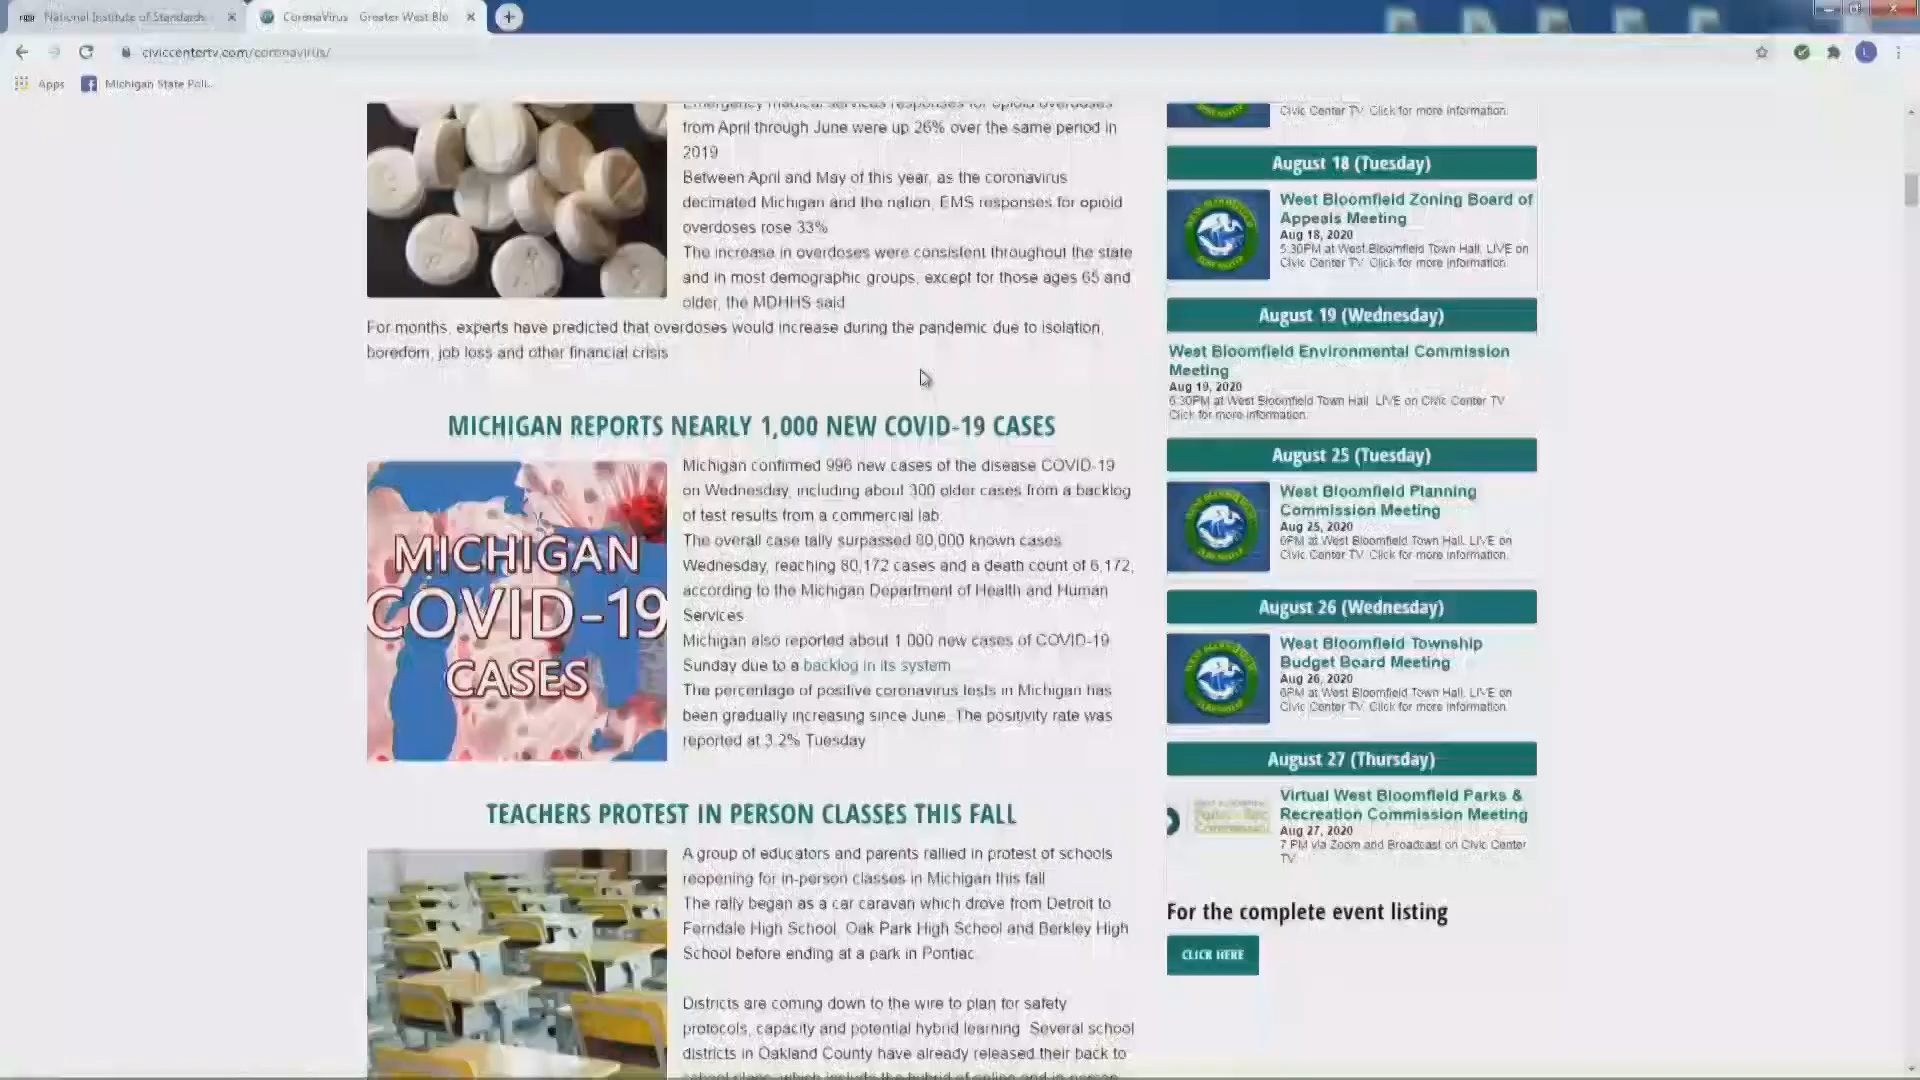 National Institute of Standards
CoronaVirus Greater West Blo
civiccentertv.com/coronavirus/
L
Apps
Michigan State Poli...
Emergency medical services responses for opioid overdoses
from April through June were up 26% over the same period in
2019
Between April and May of this year, as the coronavirus
decimated Michigan and the nation, EMS responses for opioid
overdoses rose 33%
The increase in overdoses were consistent throughout the state
and in most demographic groups, except for those ages 65 and
older, the MDHHS said
For months, experts have predicted that overdoses would increase during the pandemic due to isolation,
boredom, job loss and other financial crisis
MICHIGAN REPORTS NEARLY 1,000 NEW COVID-19 CASES
MICHIGAN
COVID-19
CASES
Michigan confirmed 996 new cases of the disease COVID-19
on Wednesday, including about 300 older cases from a backlog
of test results from a commercial lab.
The overall case tally surpassed 80,000 known cases
Wednesday, reaching 80,172 cases and a death count of 6,172,
according to the Michigan Department of Health and Human
Services
Michigan also reported about 1,000 new cases of COVID-19
Sunday due to a backlog in its system
The percentage of positive coronavirus tests in Michigan has
been gradually increasing since June. The positivity rate was
reported at 3.2% Tuesday
TEACHERS PROTEST IN PERSON CLASSES THIS FALL
A group of educators and parents rallied in protest of schools
reopening for in-person classes in Michigan this fall
The rally began as a car caravan which drove from Detroit to
Ferndale High School, Oak Park High School and Berkley High
School before ending at a park in Pontiac.
Districts are coming down to the wire to plan for safety
protocols, capacity and potential hybrid learning. Several school
districts in Oakland County have already released their back to
school plans, which include the hybrid of online and in person
Civic Center TV. Click for more information.
August 18 (Tuesday)
West Bloomfield Zoning Board of
Appeals Meeting
Aug 18, 2020
5:30PM at West Bloomfield Town Hall. LIVE on
Civic Center TV. Click for more information.
August 19 (Wednesday)
West Bloomfield Environmental Commission
Meeting
Aug 19, 2020
6:30PM at West Bloomfield Town Hall. LIVE on Civic Center TV
Click for more information.
August 25 (Tuesday)
West Bloomfield Planning
Commission Meeting
Aug 25, 2020
6PM at West Bloomfield Town Hall. LIVE on
Civic Center TV. Click for more information.
August 26 (Wednesday)
West Bloomfield Township
Budget Board Meeting
Aug 26, 2020
6PM at West Bloomfield Town Hall. LIVE on
Civic Center TV. Click for more information.
August 27 (Thursday)
Virtual West Bloomfield Parks &
Recreation Commission Meeting
Aug 27, 2020
7 PM via Zoom and Broadcast on Civic Center
TV
For the complete event listing
CLICK HERE